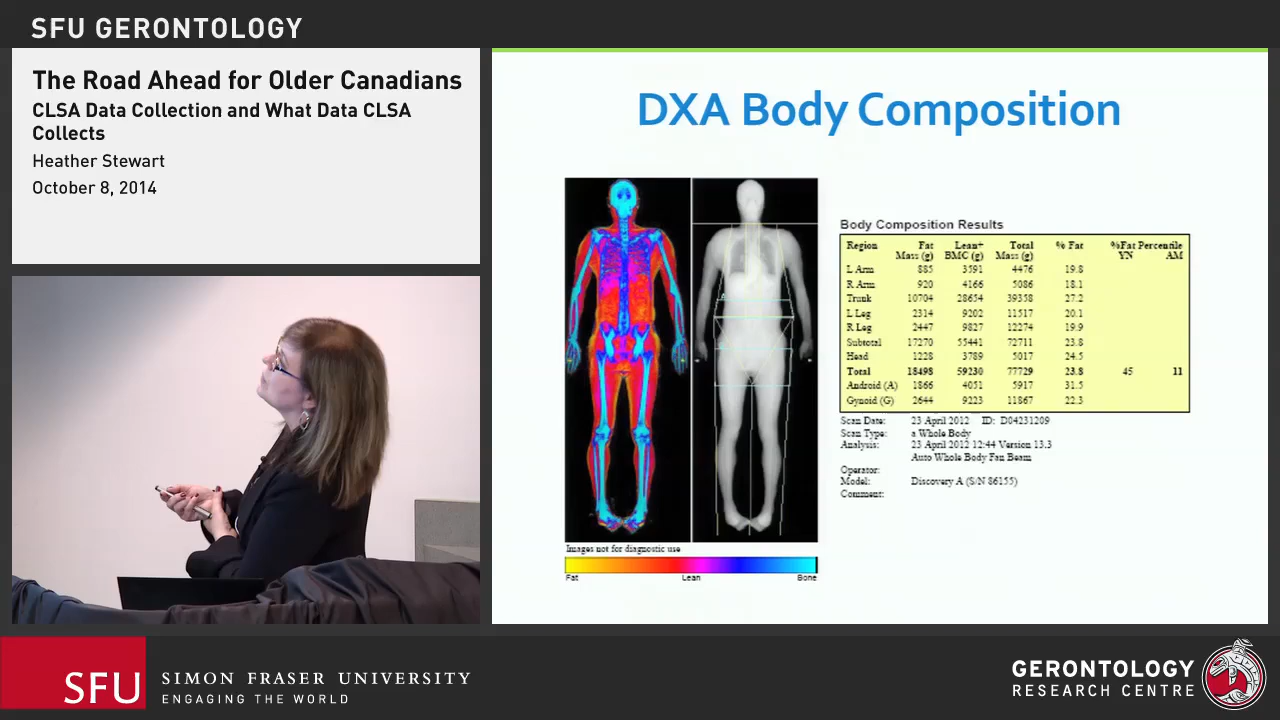 SFU GERONTOLOGY
The Road Ahead for Older Canadians
CLSA Data Collection and What Data CLSA
Collects
Heather Stewart
October 8, 2014
DXA Body Composition
Images not for diagnostic use
Fat Lean Bone
Body Composition Results
Region Fat Mass (g) Lean+ BMC (g) Total Mass (g) % Fat %Fat Percentile YN AM
L Arm 885 3591 4476 19.8
R Arm 920 4166 5086 18.1
Trunk 10704 28654 39358 27.2
L Leg 2314 9202 11517 20.1
R Leg 2447 9827 12274 19.9
Subtotal 17270 55441 72711 23.8
Head 1228 3789 5017 24.5
Total 18498 59230 77729 23.8 45 11
Android (A) 1866 4051 5917 31.5
Gynoid (G) 2644 9223 11867 22.3
Scan Date: 23 April 2012 ID: D04231209
Scan Type: a Whole Body
Analysis: 23 April 2012 12:44 Version 13.3
Auto Whole Body Fan Beam
Operator:
Model: Discovery A (S/N 86155)
Comment:
SFU
SIMON FRASER UNIVERSITY
ENGAGING THE WORLD
GERONTOLOGY
RESEARCH CENTRE